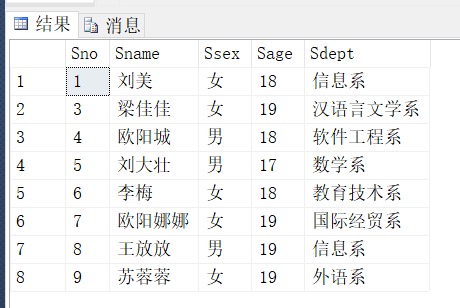 结果 消息
Sno Sname Ssex Sage Sdept
1 1 刘美 女 18 信息系
2 3 梁佳佳 女 19 汉语言文学系
3 4 欧阳城 男 18 软件工程系
4 5 刘大壮 男 17 数学系
5 6 李梅 女 18 教育技术系
6 7 欧阳娜娜 女 19 国际经贸系
7 8 王放放 男 19 信息系
8 9 苏蓉蓉 女 19 外语系